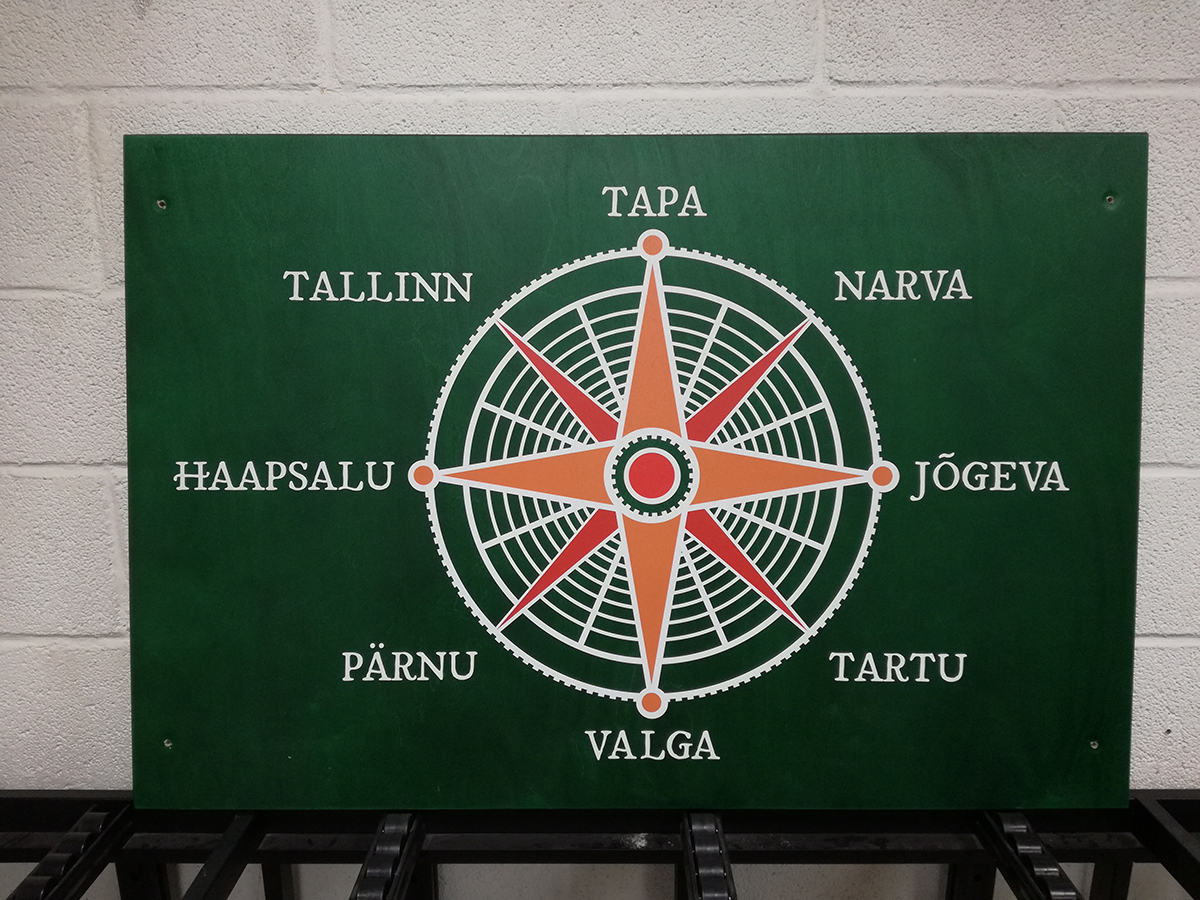 TAPA
TALLINN
NARVA
HAAPSALU
JÕGEVA
PÄRNU
TARTU
VALGA